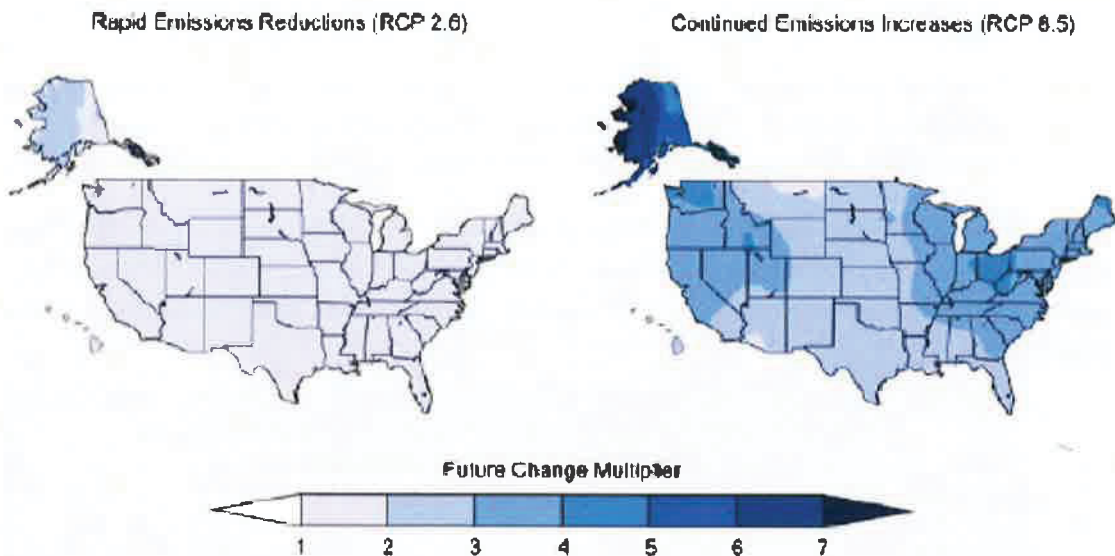 Rapid Emissions Reductions (RCP 2.6)
Continued Emissions Increases (RCP 8.5)
Future Change Multiplier
1 2 3 4 5 6 7